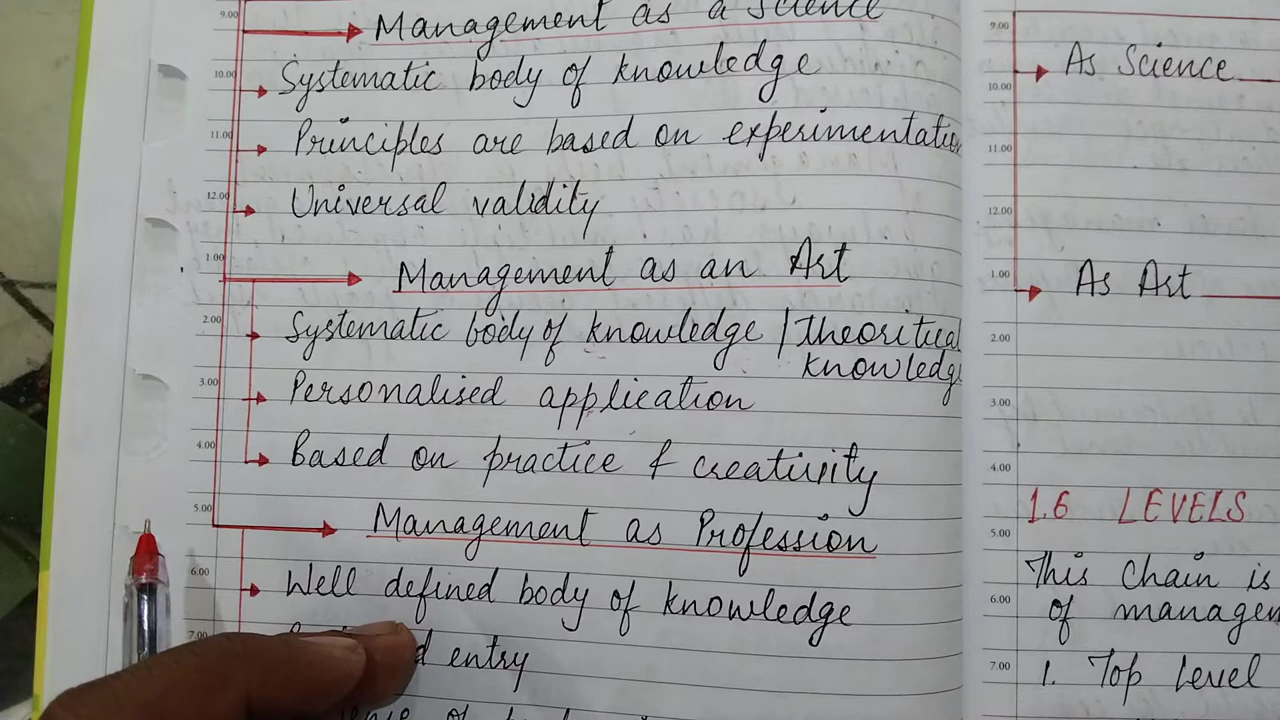 9.00
Management as a Science
10.00
Systematic body of knowledge
11.00
Principles are based on experimentation
12.00
Universal validity
1.00
Management as an Art
2.00
Systematic body of knowledge / Theoritical
knowledge
3.00
Personalised application
4.00
Based on practice & creativity
5.00
Management as Profession
6.00
Well defined body of knowledge
7.00
entry
of
9.00
As Science
10.00
11.00
12.00
1.00
As Art
2.00
3.00
4.00
1.6 LEVELS
5.00
This chain is
6.00
of managem
7.00
1. Top Level